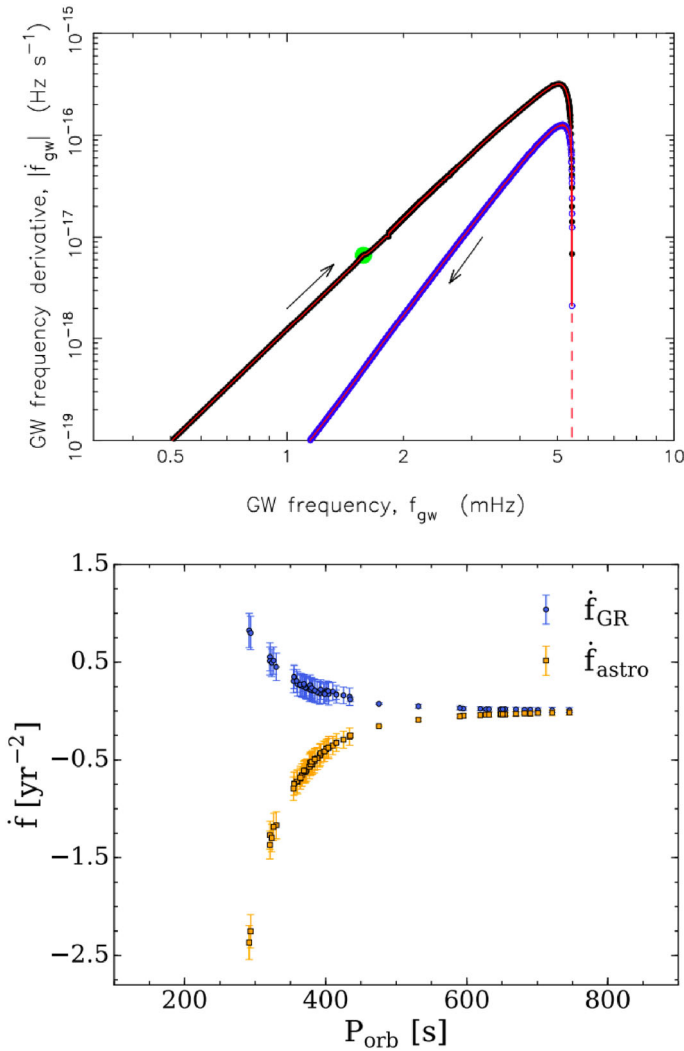 GW frequency derivative, |ḟgw| (Hz s⁻¹)
10⁻¹⁵
10⁻¹⁶
10⁻¹⁷
10⁻¹⁸
10⁻¹⁹
0.5 1 2 5 10
GW frequency, fgw (mHz)
ḟ [yr⁻²]
1.5
0.5
−0.5
−1.5
−2.5
ḟGR
ḟastro
200 400 600 800
Porb [s]